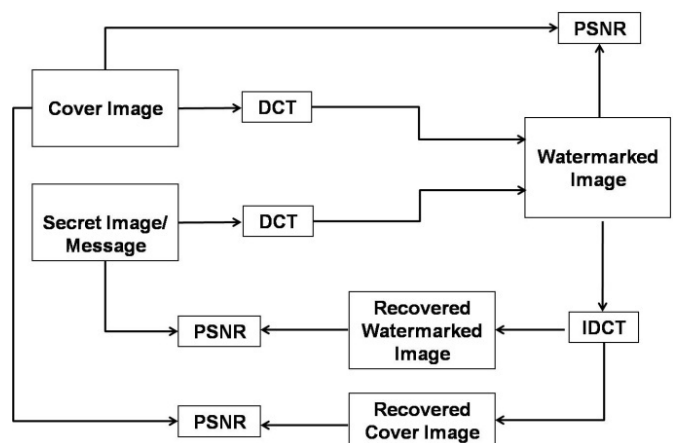 PSNR
Cover Image
DCT
Watermarked
Image
Secret Image/
Message
DCT
Recovered
Watermarked
Image
PSNR
IDCT
PSNR
Recovered
Cover Image